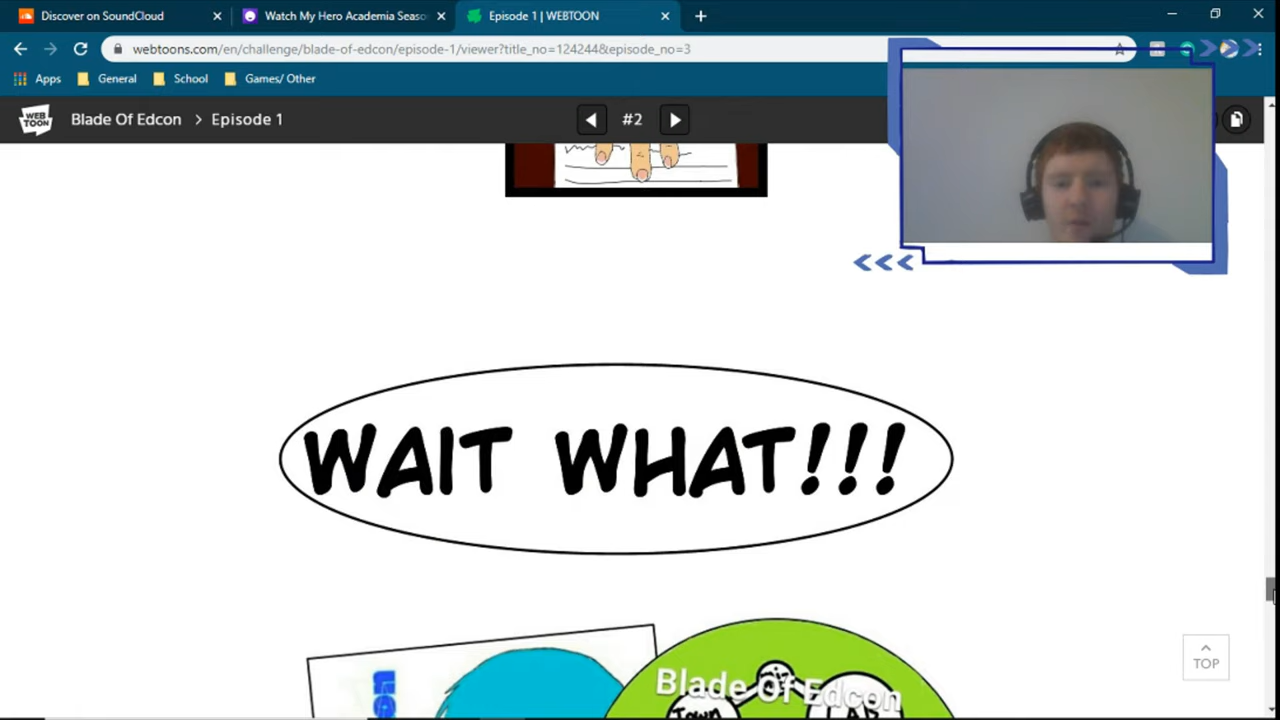 Discover on SoundCloud
Watch My Hero Academia Seaso
Episode 1 | WEBTOON
webtoons.com/en/challenge/blade-of-edcon/episode-1/viewer?title_no=124244&episode_no=3
Apps General School Games/ Other
WEB
TOON
Blade Of Edcon > Episode 1
#2
WAIT WHAT!!!
Blade Of Edcon
Town
LAB
TOP